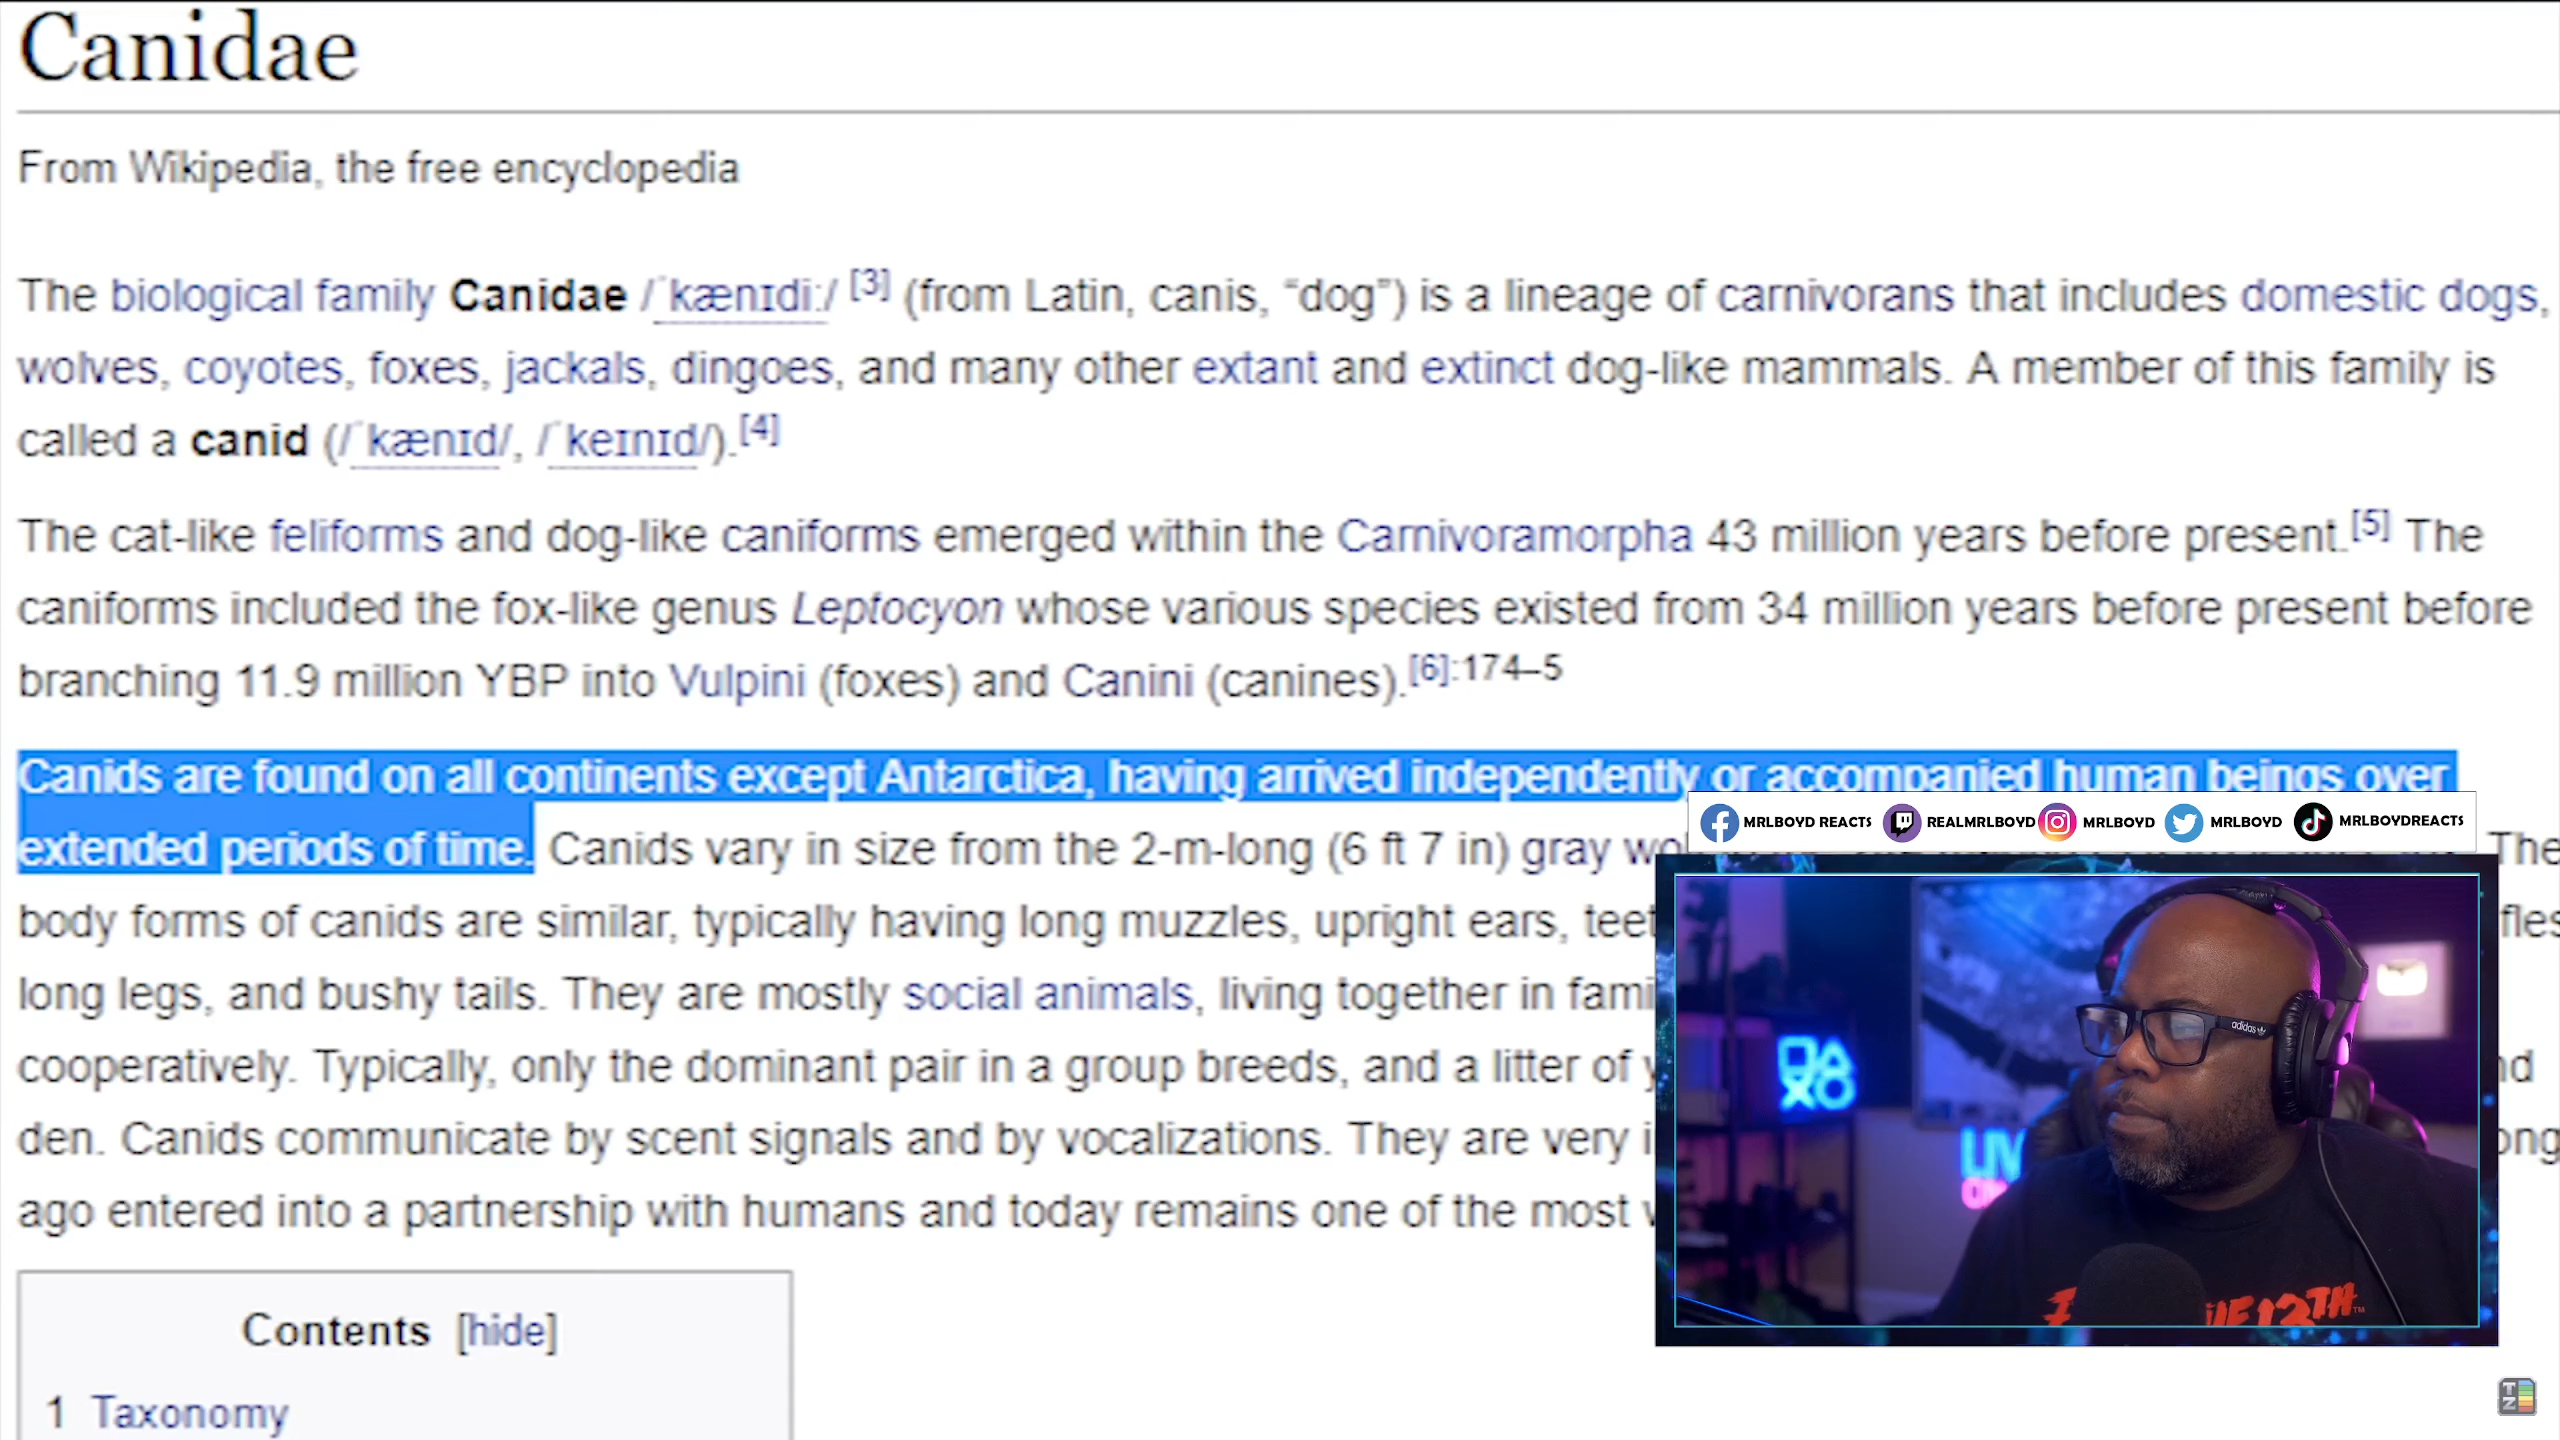 Canidae
From Wikipedia, the free encyclopedia
The biological family Canidae /ˈkænɪdiː/ [3] (from Latin, canis, “dog”) is a lineage of carnivorans that includes domestic dogs,
wolves, coyotes, foxes, jackals, dingoes, and many other extant and extinct dog-like mammals. A member of this family is
called a canid (/ˈkænɪd/, /ˈkeɪnɪd/).[4]
The cat-like feliforms and dog-like caniforms emerged within the Carnivoramorpha 43 million years before present.[5] The
caniforms included the fox-like genus Leptocyon whose various species existed from 34 million years before present before
branching 11.9 million YBP into Vulpini (foxes) and Canini (canines).[6]:174–5
Canids are found on all continents except Antarctica, having arrived independently or accompanied human beings over
extended periods of time. Canids vary in size from the 2-m-long (6 ft 7 in) gray The
body forms of canids are similar, typically having long muzzles, upright ears,
long legs, and bushy tails. They are mostly social animals, living together in
cooperatively. Typically, only the dominant pair in a group breeds, and a litter of
den. Canids communicate by scent signals and by vocalizations. They are very
ago entered into a partnership with humans and today remains one of the most
Contents [hide]
1 Taxonomy
MRLBOYD REACTS REALMRLBOYD MRLBOYD MRLBOYD MRLBOYDREACTS
adidas
LIV
13TH™
TZ